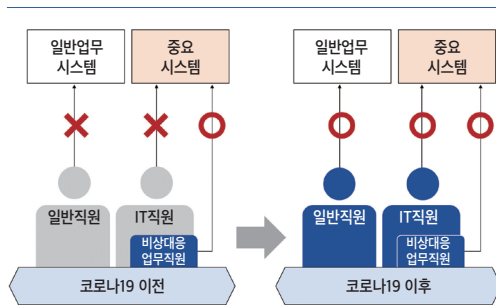 일반업무
시스템
중요
시스템
일반직원
IT직원
비상대응
업무직원
코로나19 이전
일반업무
시스템
중요
시스템
일반직원
IT직원
비상대응
업무직원
코로나19 이후